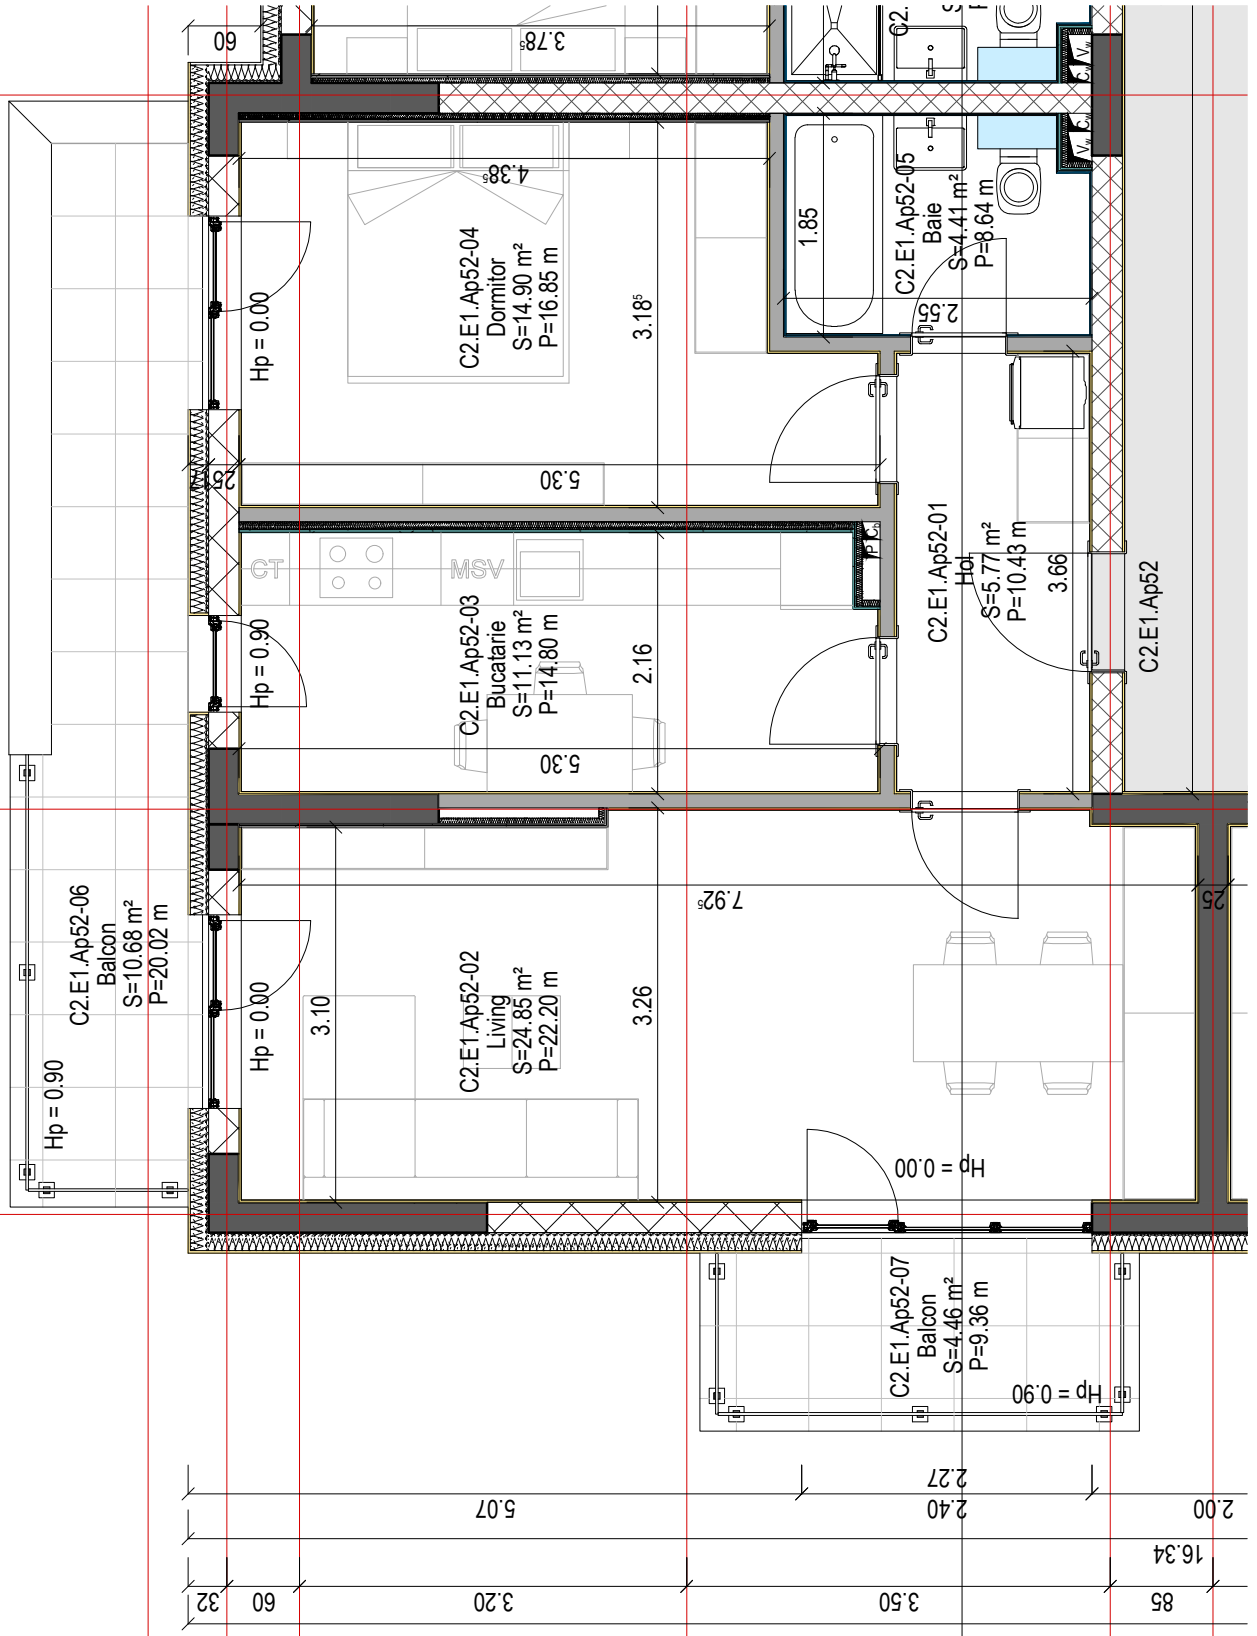 60
3.78⁵
C2.
4.38⁵
C2.E1.Ap52-04
Dormitor
S=14.90 m²
P=16.85 m
3.18⁵
Hp = 0.00
1.85
C2.E1.Ap52-05
Baie
S=4.41 m²
P=8.64 m
2.55
Vw
Cw
Cw
Vw
25
5.30
CT
MSV
P
Cb
C2.E1.Ap52-03
Bucatarie
S=11.13 m²
P=14.80 m
2.16
Hp = 0.90
5.30
C2.E1.Ap52-01
Hol
S=5.77 m²
P=10.43 m
3.66
C2.E1.Ap52
C2.E1.Ap52-06
Balcon
S=10.68 m²
P=20.02 m
Hp = 0.90
7.92⁵
25
Hp = 0.00
3.10
C2.E1.Ap52-02
Living
S=24.85 m²
P=22.20 m
3.26
Hp = 0.00
C2.E1.Ap52-07
Balcon
S=4.46 m²
P=9.36 m
Hp = 0.90
5.07
2.27
2.40
2.00
16.34
32
60
3.20
3.50
85